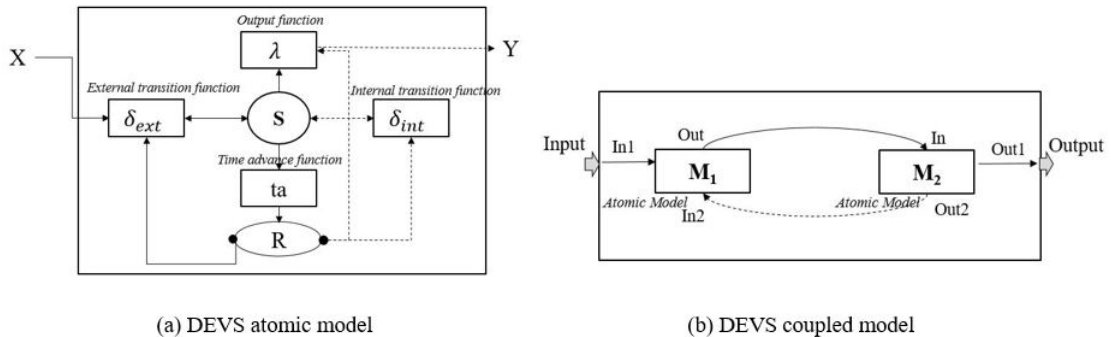 Output function
X
λ
Y
External transition function
Internal transition function
δext
S
δint
Time advance function
ta
R
(a) DEVS atomic model
Input
In1
Out
In
Out1
Output
M1
M2
Atomic Model
Atomic Model
In2
Out2
(b) DEVS coupled model